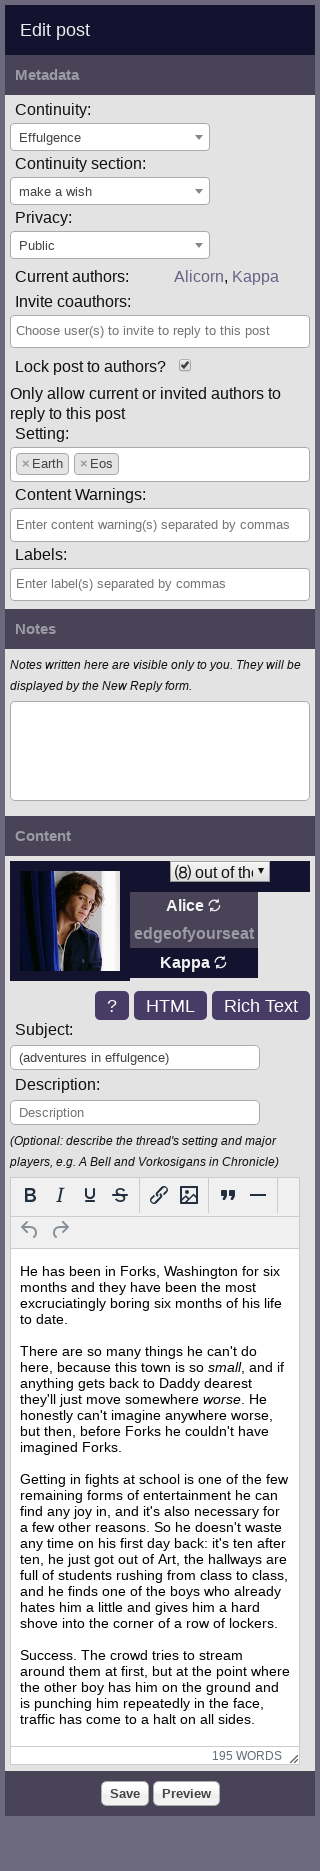 Edit post
Metadata
Continuity:
Effulgence
Continuity section:
make a wish
Privacy:
Public
Current authors: Alicorn, Kappa
Invite coauthors:
Choose user(s) to invite to reply to this post
Lock post to authors?
Only allow current or invited authors to
reply to this post
Setting:
×Earth ×Eos
Content Warnings:
Enter content warning(s) separated by commas
Labels:
Enter label(s) separated by commas
Notes
Notes written here are visible only to you. They will be
displayed by the New Reply form.
Content
(8) out of the
Alice
edgeofyourseat
Kappa
? HTML Rich Text
Subject:
(adventures in effulgence)
Description:
Description
(Optional: describe the thread's setting and major
players, e.g. A Bell and Vorkosigans in Chronicle)
B I U S
He has been in Forks, Washington for six
months and they have been the most
excruciatingly boring six months of his life
to date.
There are so many things he can't do
here, because this town is so small, and if
anything gets back to Daddy dearest
they'll just move somewhere worse. He
honestly can't imagine anywhere worse,
but then, before Forks he couldn't have
imagined Forks.
Getting in fights at school is one of the few
remaining forms of entertainment he can
find any joy in, and it's also necessary for
a few other reasons. So he doesn't waste
any time on his first day back: it's ten after
ten, he just got out of Art, the hallways are
full of students rushing from class to class,
and he finds one of the boys who already
hates him a little and gives him a hard
shove into the corner of a row of lockers.
Success. The crowd tries to stream
around them at first, but at the point where
the other boy has him on the ground and
is punching him repeatedly in the face,
traffic has come to a halt on all sides.
195 WORDS
Save Preview